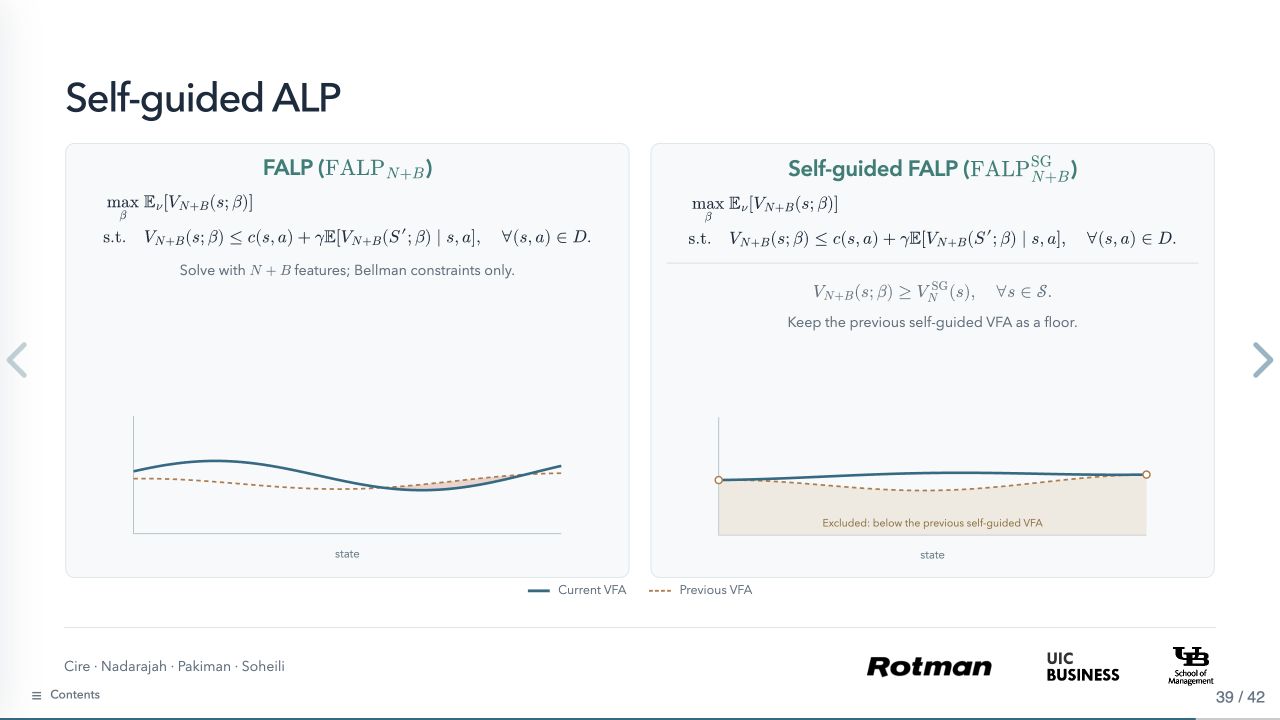 Self-guided ALP
FALP (FALP_{N+B})
max_β 𝔼_ν[V_{N+B}(s; β)]
s.t. V_{N+B}(s; β) ≤ c(s, a) + γ𝔼[V_{N+B}(S′; β) | s, a], ∀(s, a) ∈ D.
Solve with N + B features; Bellman constraints only.
state
Self-guided FALP (FALP^{SG}_{N+B})
max_β 𝔼_ν[V_{N+B}(s; β)]
s.t. V_{N+B}(s; β) ≤ c(s, a) + γ𝔼[V_{N+B}(S′; β) | s, a], ∀(s, a) ∈ D.
V_{N+B}(s; β) ≥ V^{SG}_N(s), ∀s ∈ 𝒮.
Keep the previous self-guided VFA as a floor.
Excluded: below the previous self-guided VFA
state
Current VFA
Previous VFA
Cire · Nadarajah · Pakiman · Soheili
Rotman
UIC
BUSINESS
UB
School of
Management
≡ Contents
39 / 42